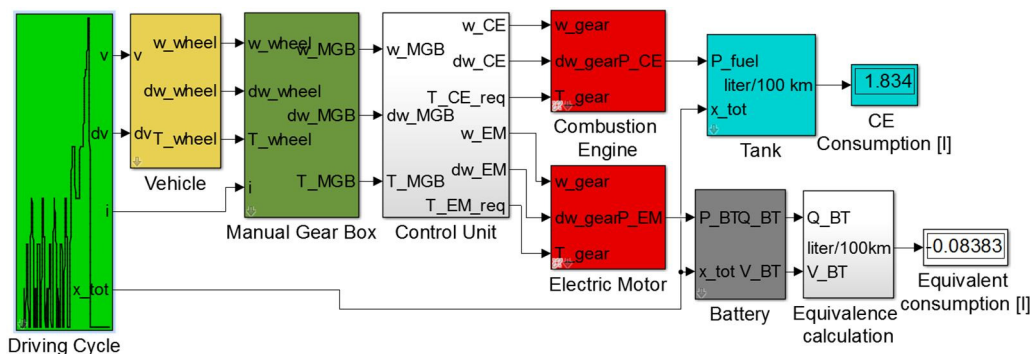 v
dv
i
x_tot
Driving Cycle
v
dv
w_wheel
dw_wheel
T_wheel
Vehicle
w_wheel
dw_wheel
T_wheel
i
w_MGB
dw_MGB
T_MGB
Manual Gear Box
w_MGB
dw_MGB
T_MGB
w_CE
dw_CE
T_CE_req
w_EM
dw_EM
T_EM_req
Control Unit
w_gear
dw_gear
T_gear
P_CE
Combustion
Engine
w_gear
dw_gear
T_gear
P_EM
Electric Motor
P_fuel
liter/100 km
x_tot
Tank
1.834
CE
Consumption [l]
P_BT
x_tot
Q_BT
V_BT
Battery
Q_BT
liter/100km
V_BT
Equivalence
calculation
-0.08383
Equivalent
consumption [l]